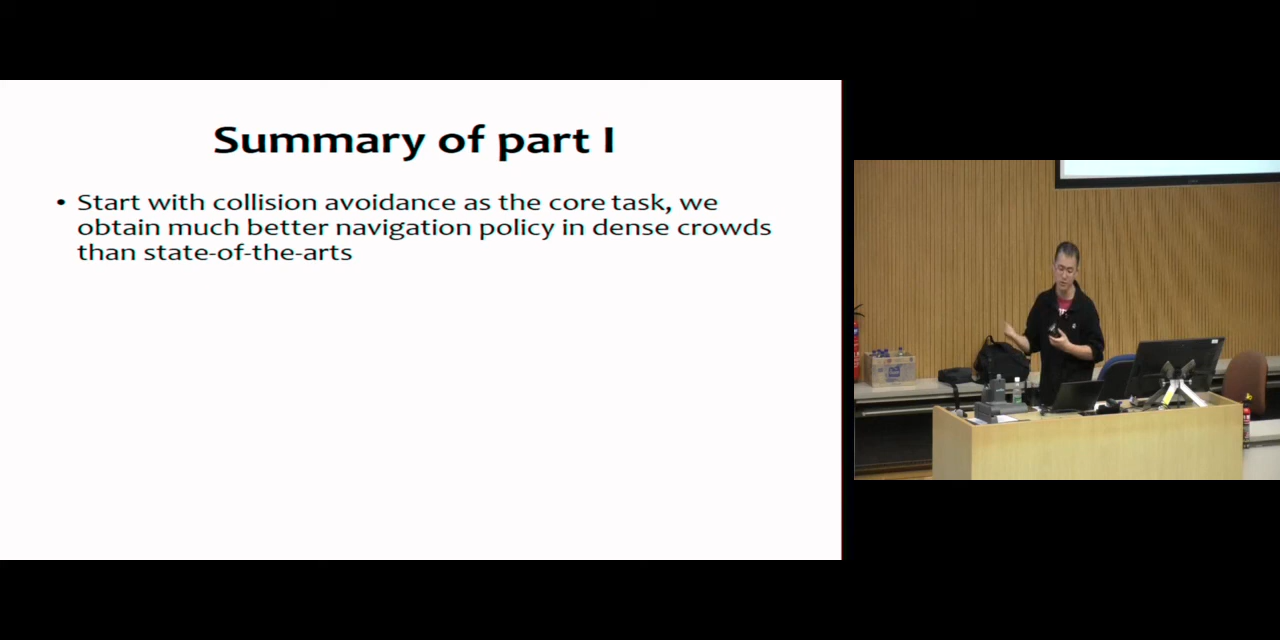 Summary of part I
• Start with collision avoidance as the core task, we
obtain much better navigation policy in dense crowds
than state-of-the-arts